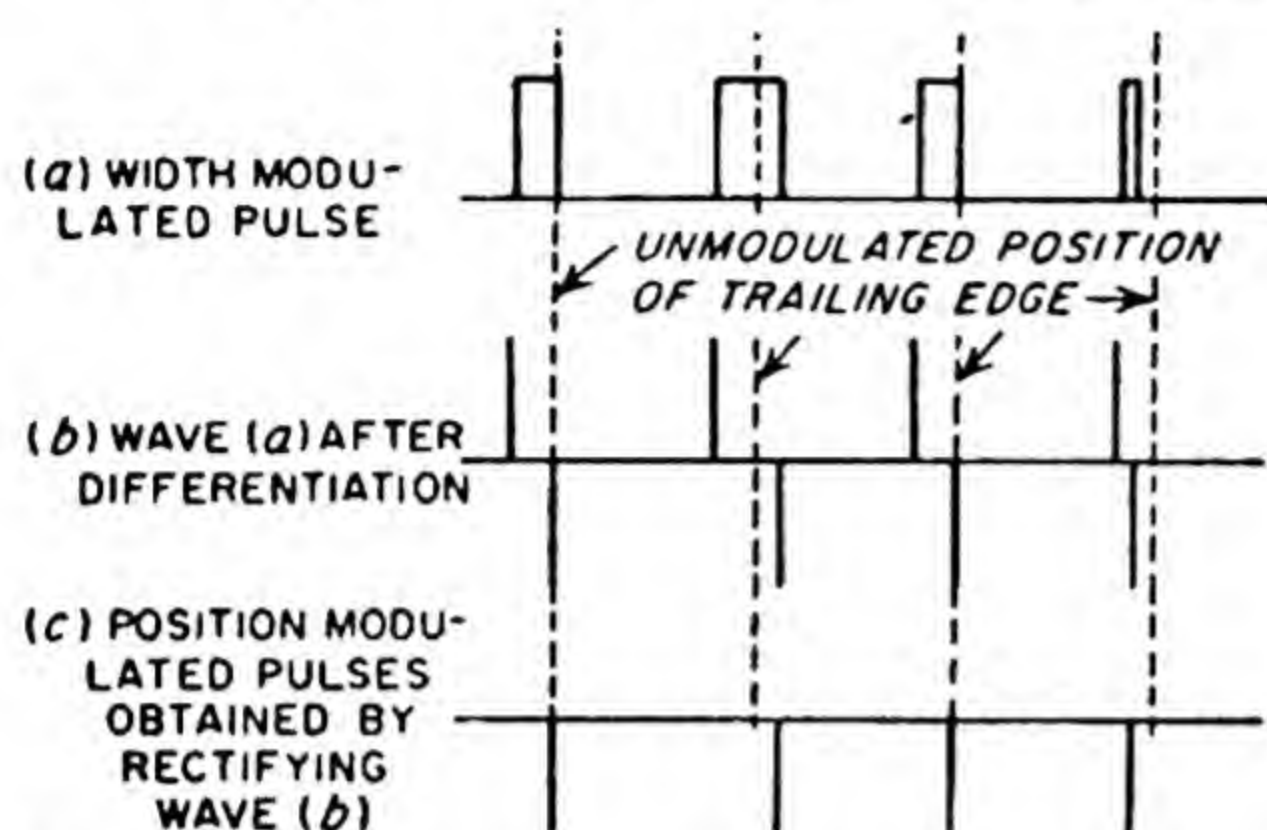 (a) WIDTH MODU-
LATED PULSE
UNMODULATED POSITION
OF TRAILING EDGE
(b) WAVE (a) AFTER
DIFFERENTIATION
(c) POSITION MODU-
LATED PULSES
OBTAINED BY
RECTIFYING
WAVE (b)